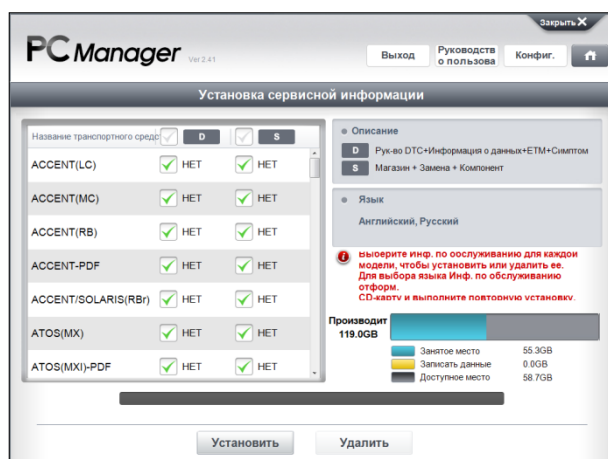 Закрыть X
PC Manager Ver 2.41
Выход
Руководств
о пользова
Конфиг.
Установка сервисной информации
Название транспортного средс D S
ACCENT(LC) НЕТ НЕТ
ACCENT(MC) НЕТ НЕТ
ACCENT(RB) НЕТ НЕТ
ACCENT-PDF НЕТ НЕТ
ACCENT/SOLARIS(RBr) НЕТ НЕТ
ATOS(MX) НЕТ НЕТ
ATOS(MXI)-PDF НЕТ НЕТ
Описание
D Рук-во DTC+Информация о данных+ETM+Симптом
S Магазин + Замена + Компонент
Язык
Английский, Русский
Выберите Инф. по обслуживанию для каждой
модели, чтобы установить или удалить ее.
Для выбора языка Инф. по обслуживанию
отформ.
CD-карту и выполните повторную установку.
Производит
119.0GB
Занятое место 55.3GB
Записать данные 0.0GB
Доступное место 58.7GB
Установить
Удалить